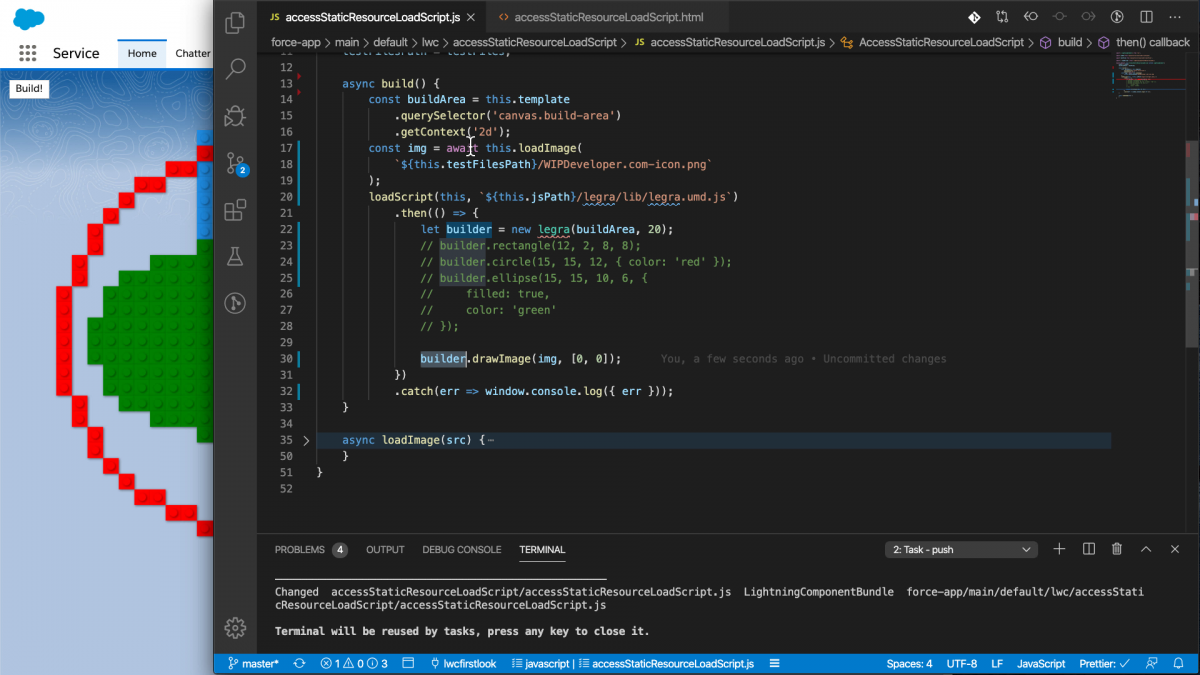 Service
Home
Chatter
Build!
JS accessStaticResourceLoadScript.js
<> accessStaticResourceLoadScript.html
force-app > main > default > lwc > accessStaticResourceLoadScript > JS accessStaticResourceLoadScript.js > AccessStaticResourceLoadScript > build > then() callback
12
13 async build() {
14 const buildArea = this.template
15 .querySelector('canvas.build-area')
16 .getContext('2d');
17 const img = await this.loadImage(
18 `${this.testFilesPath}/WIPDeveloper.com-icon.png`
19 );
20 loadScript(this, `${this.jsPath}/legra/lib/legra.umd.js`)
21 .then(() => {
22 let builder = new legra(buildArea, 20);
23 // builder.rectangle(12, 2, 8, 8);
24 // builder.circle(15, 15, 12, { color: 'red' });
25 // builder.ellipse(15, 15, 10, 6, {
26 // filled: true,
27 // color: 'green'
28 // });
29
30 builder.drawImage(img, [0, 0]); You, a few seconds ago • Uncommitted changes
31 })
32 .catch(err => window.console.log({ err }));
33 }
34
35 async loadImage(src) {⋯
50 }
51 }
52
2
PROBLEMS 4 OUTPUT DEBUG CONSOLE TERMINAL
2: Task - push
Changed accessStaticResourceLoadScript/accessStaticResourceLoadScript.js LightningComponentBundle force-app/main/default/lwc/accessStati
cResourceLoadScript/accessStaticResourceLoadScript.js
Terminal will be reused by tasks, press any key to close it.
master* 1 0 3 lwcfirstlook javascript | accessStaticResourceLoadScript.js Spaces: 4 UTF-8 LF JavaScript Prettier: ✓